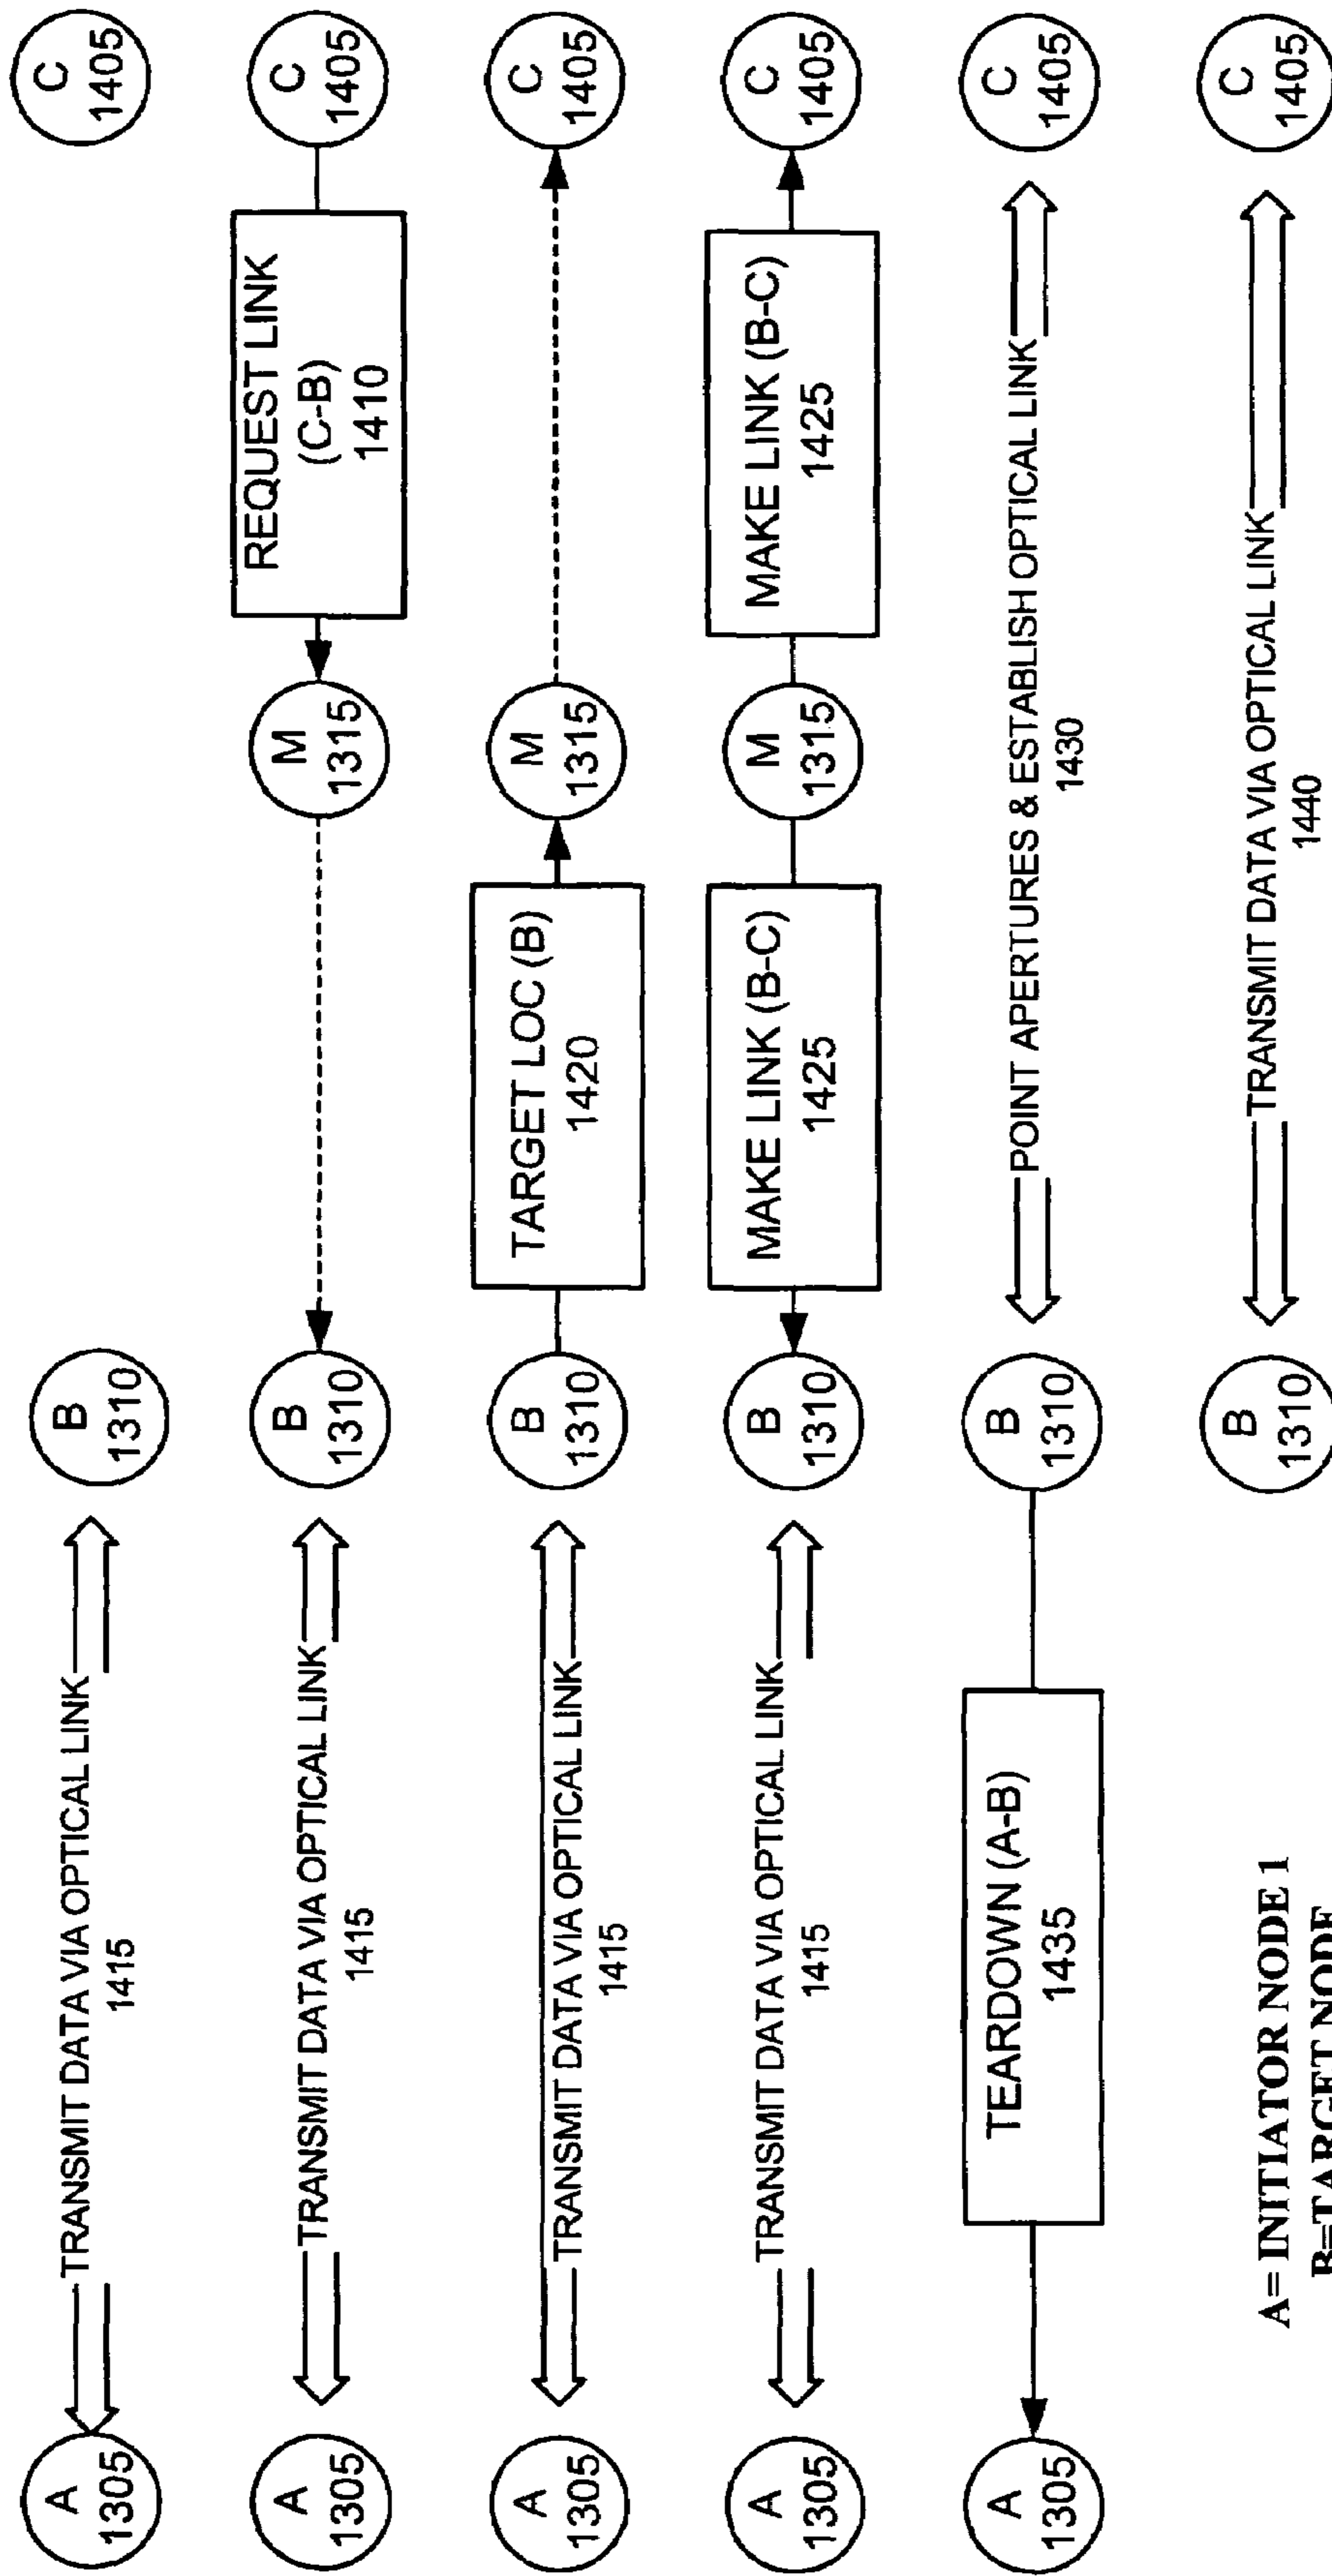 A
1305
TRANSMIT DATA VIA OPTICAL LINK
1415
B
1310
C
1405
A
1305
TRANSMIT DATA VIA OPTICAL LINK
1415
B
1310
M
1315
REQUEST LINK
(C-B)
1410
C
1405
A
1305
TRANSMIT DATA VIA OPTICAL LINK
1415
B
1310
TARGET LOC (B)
1420
M
1315
C
1405
A
1305
TRANSMIT DATA VIA OPTICAL LINK
1415
B
1310
MAKE LINK (B-C)
1425
M
1315
MAKE LINK (B-C)
1425
C
1405
A
1305
TEARDOWN (A-B)
1435
B
1310
POINT APERTURES & ESTABLISH OPTICAL LINK
1430
C
1405
B
1310
TRANSMIT DATA VIA OPTICAL LINK
1440
C
1405
A= INITIATOR NODE 1
B=TARGET NODE